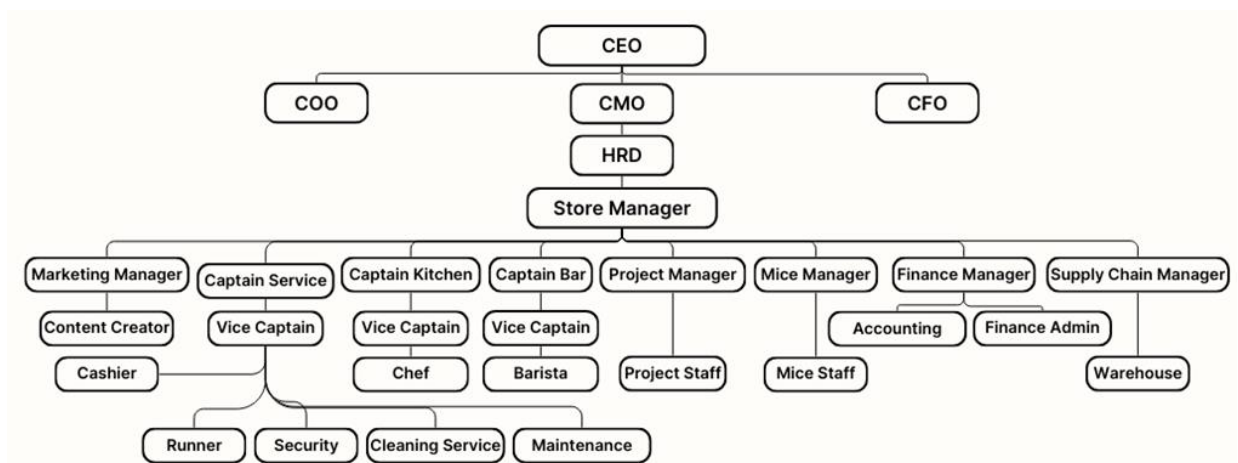 CEO
COO
CMO
CFO
HRD
Store Manager
Marketing Manager
Captain Service
Captain Kitchen
Captain Bar
Project Manager
Mice Manager
Finance Manager
Supply Chain Manager
Content Creator
Vice Captain
Vice Captain
Vice Captain
Accounting
Finance Admin
Cashier
Chef
Barista
Project Staff
Mice Staff
Warehouse
Runner
Security
Cleaning Service
Maintenance